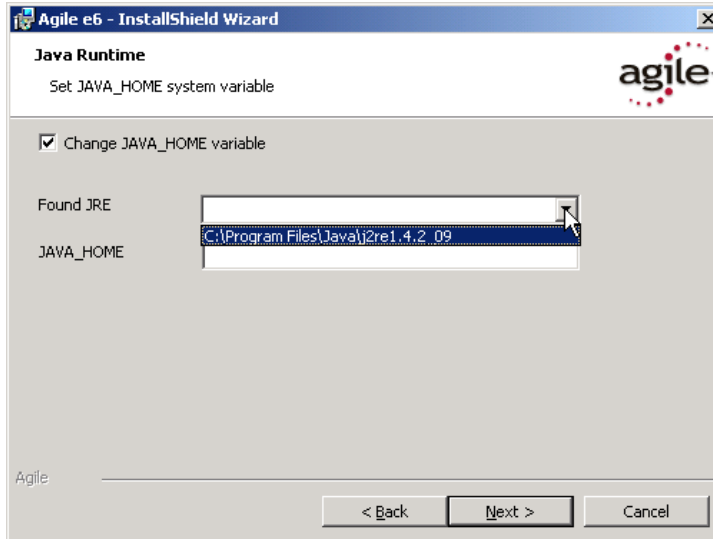 Agile e6 - InstallShield Wizard
Java Runtime
Set JAVA_HOME system variable
agile
Change JAVA_HOME variable
Found JRE
C:\Program Files\Java\j2re1.4.2_09
JAVA_HOME
Agile
< Back
Next >
Cancel